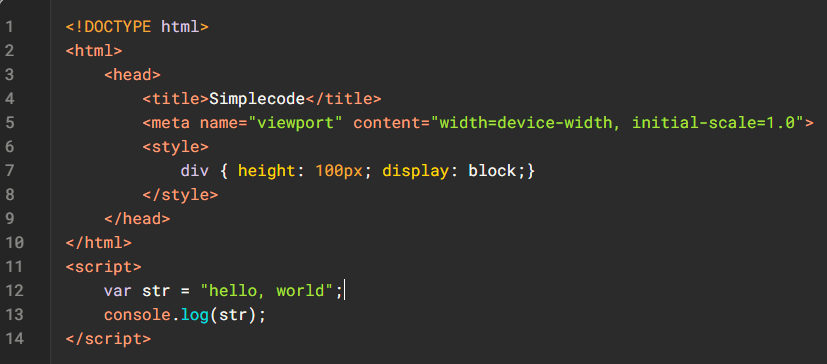 1 <!DOCTYPE html>
2 <html>
3     <head>
4         <title>Simplecode</title>
5         <meta name="viewport" content="width=device-width, initial-scale=1.0">
6         <style>
7             div { height: 100px; display: block;}
8         </style>
9     </head>
10 </html>
11 <script>
12     var str = "hello, world";
13     console.log(str);
14 </script>